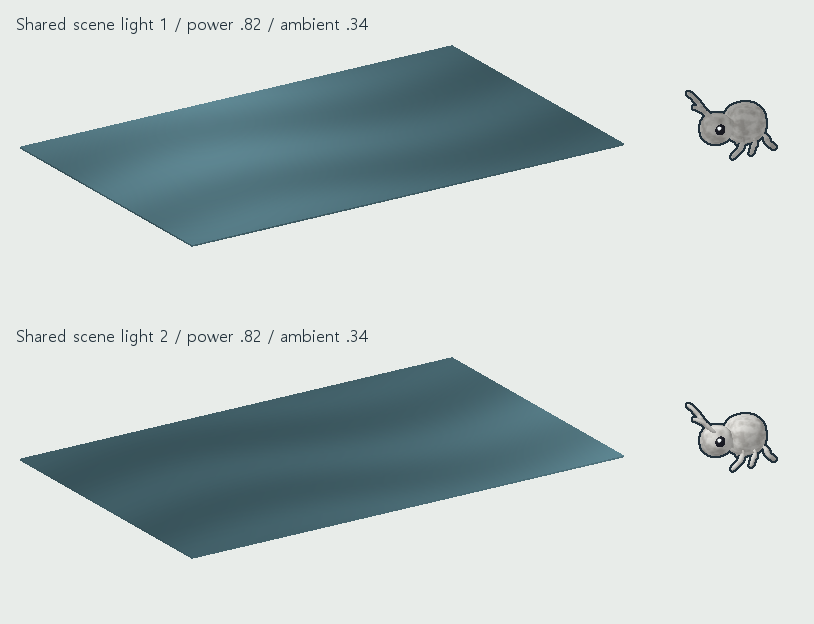 Shared scene light 1 / power .82 / ambient .34
Shared scene light 2 / power .82 / ambient .34